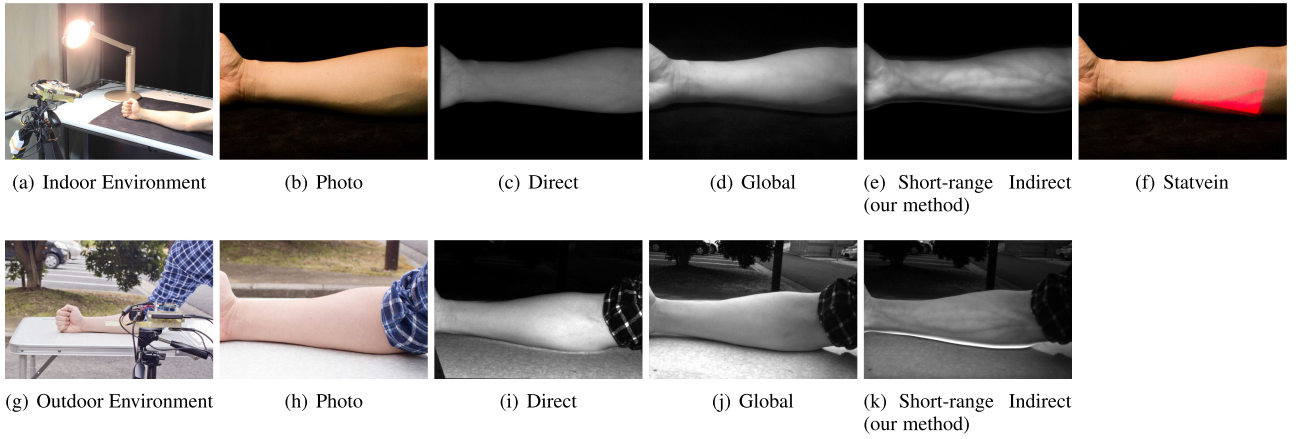 (a) Indoor Environment
(b) Photo
(c) Direct
(d) Global
(e) Short-range Indirect
(our method)
(f) Statvein
(g) Outdoor Environment
(h) Photo
(i) Direct
(j) Global
(k) Short-range Indirect
(our method)